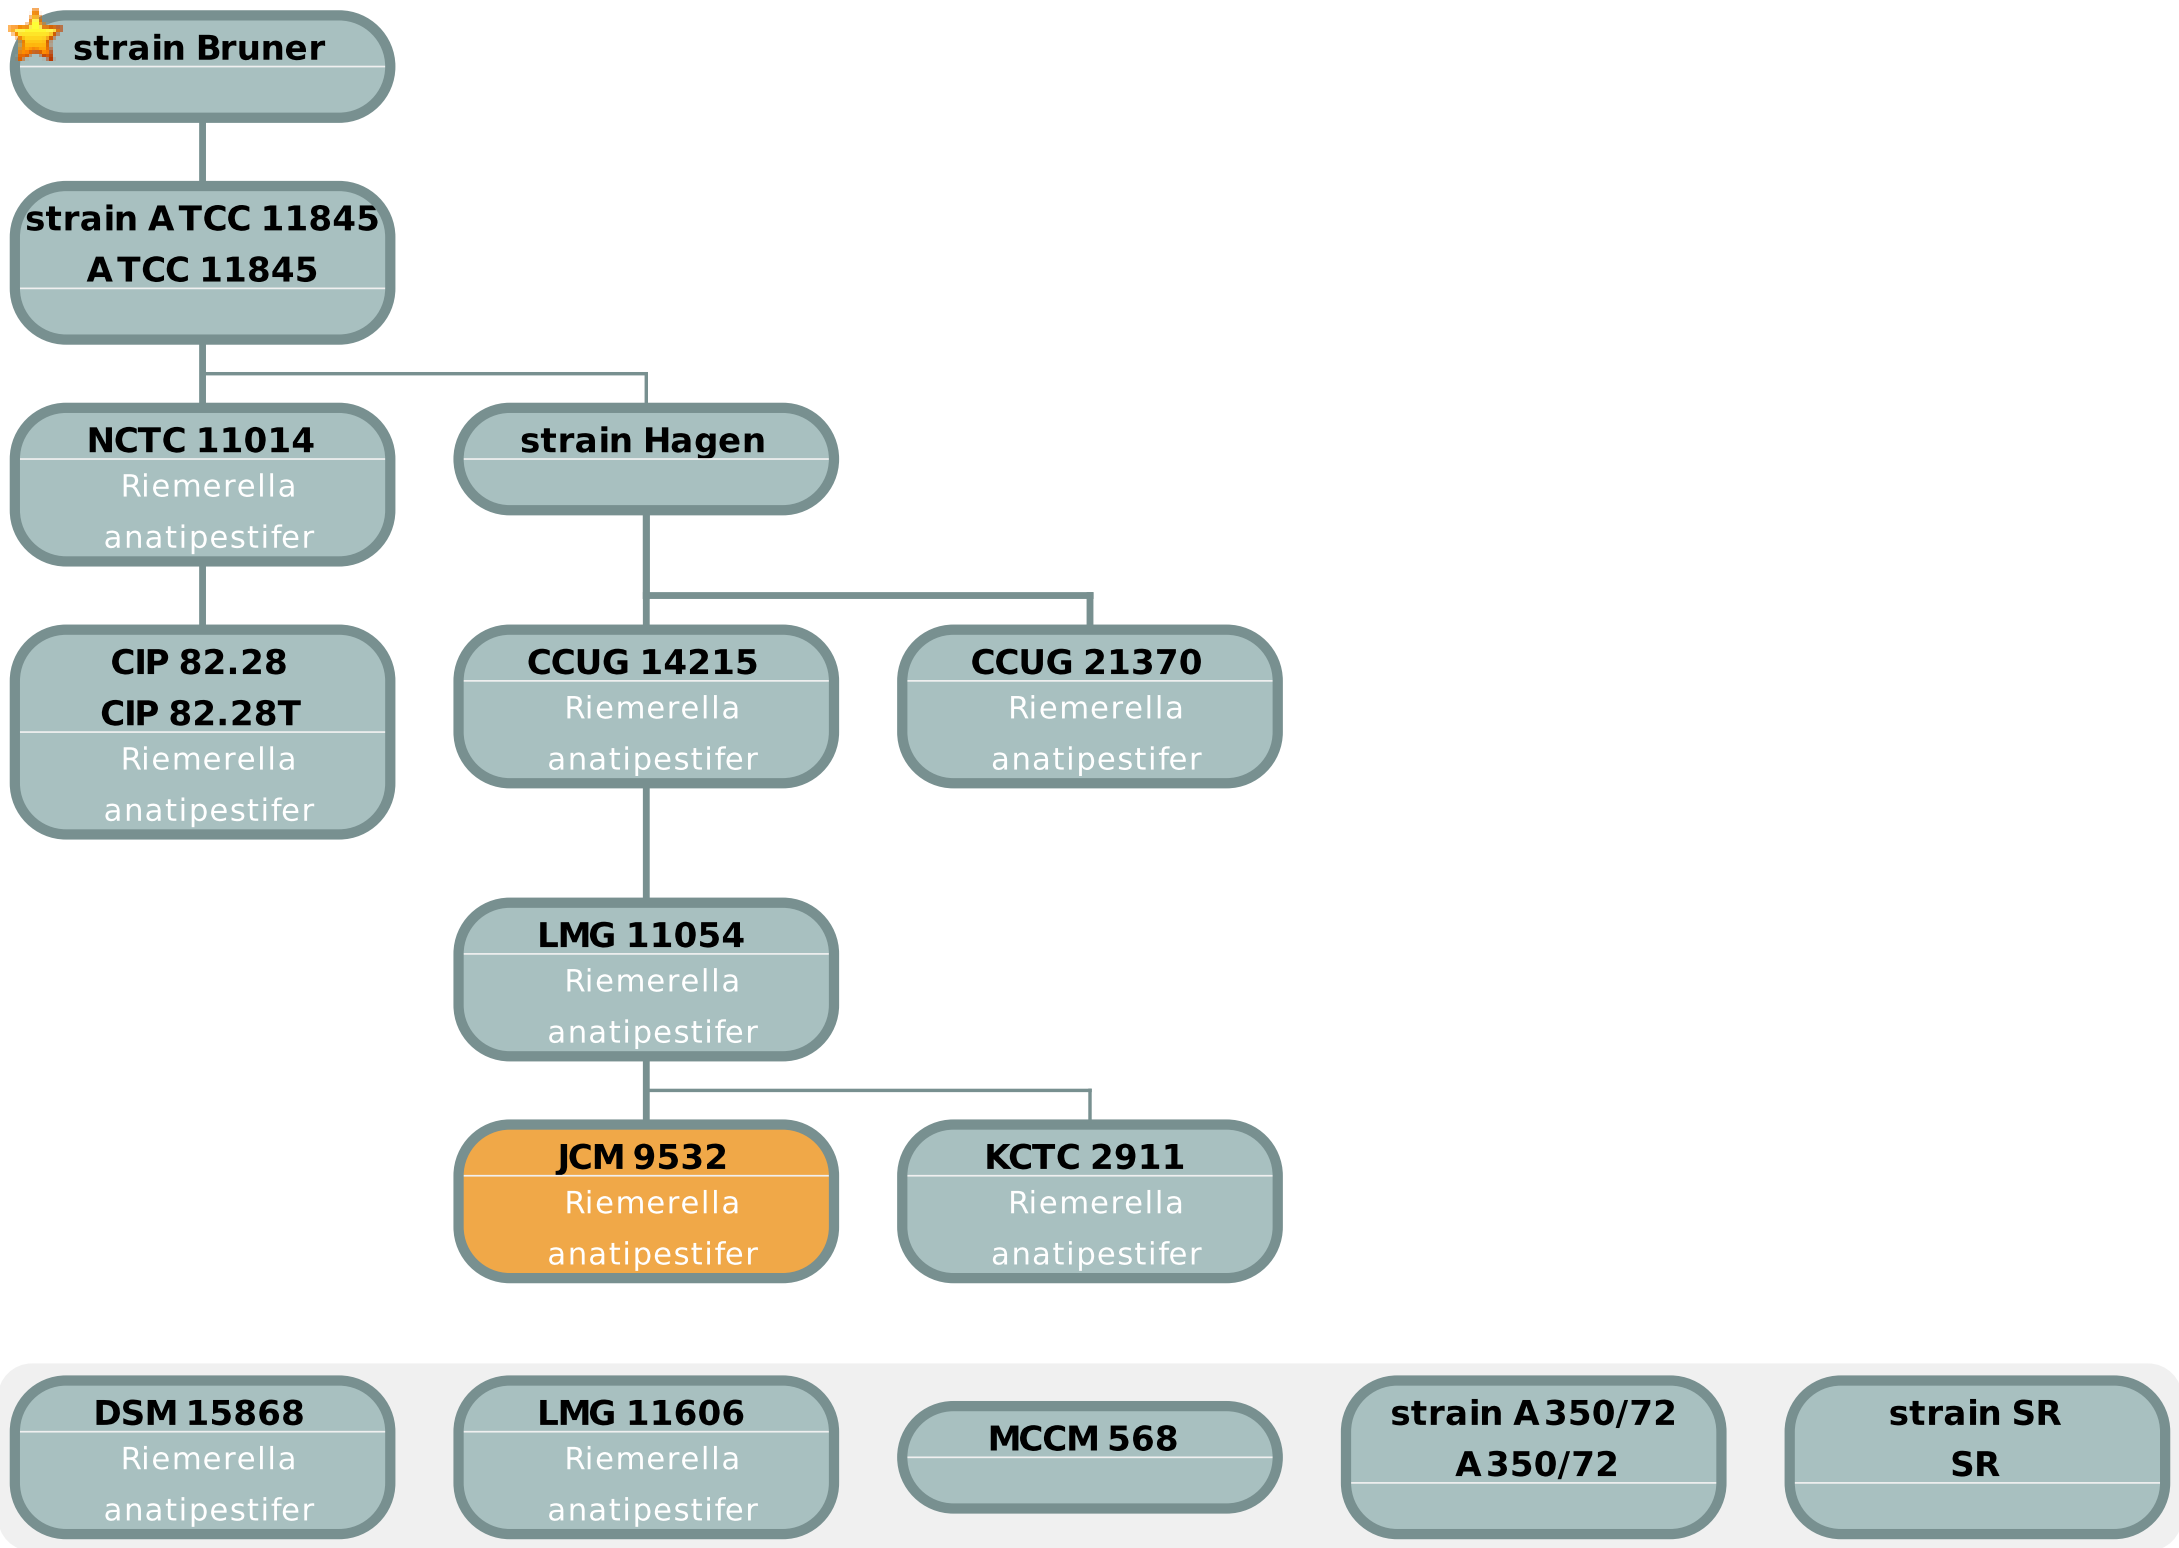 strain Bruner
strain ATCC 11845
ATCC 11845
NCTC 11014
Riemerella
anatipestifer
strain Hagen
CIP 82.28
CIP 82.28T
Riemerella
anatipestifer
CCUG 14215
Riemerella
anatipestifer
CCUG 21370
Riemerella
anatipestifer
LMG 11054
Riemerella
anatipestifer
JCM 9532
Riemerella
anatipestifer
KCTC 2911
Riemerella
anatipestifer
DSM 15868
Riemerella
anatipestifer
LMG 11606
Riemerella
anatipestifer
MCCM 568
strain A350/72
A350/72
strain SR
SR